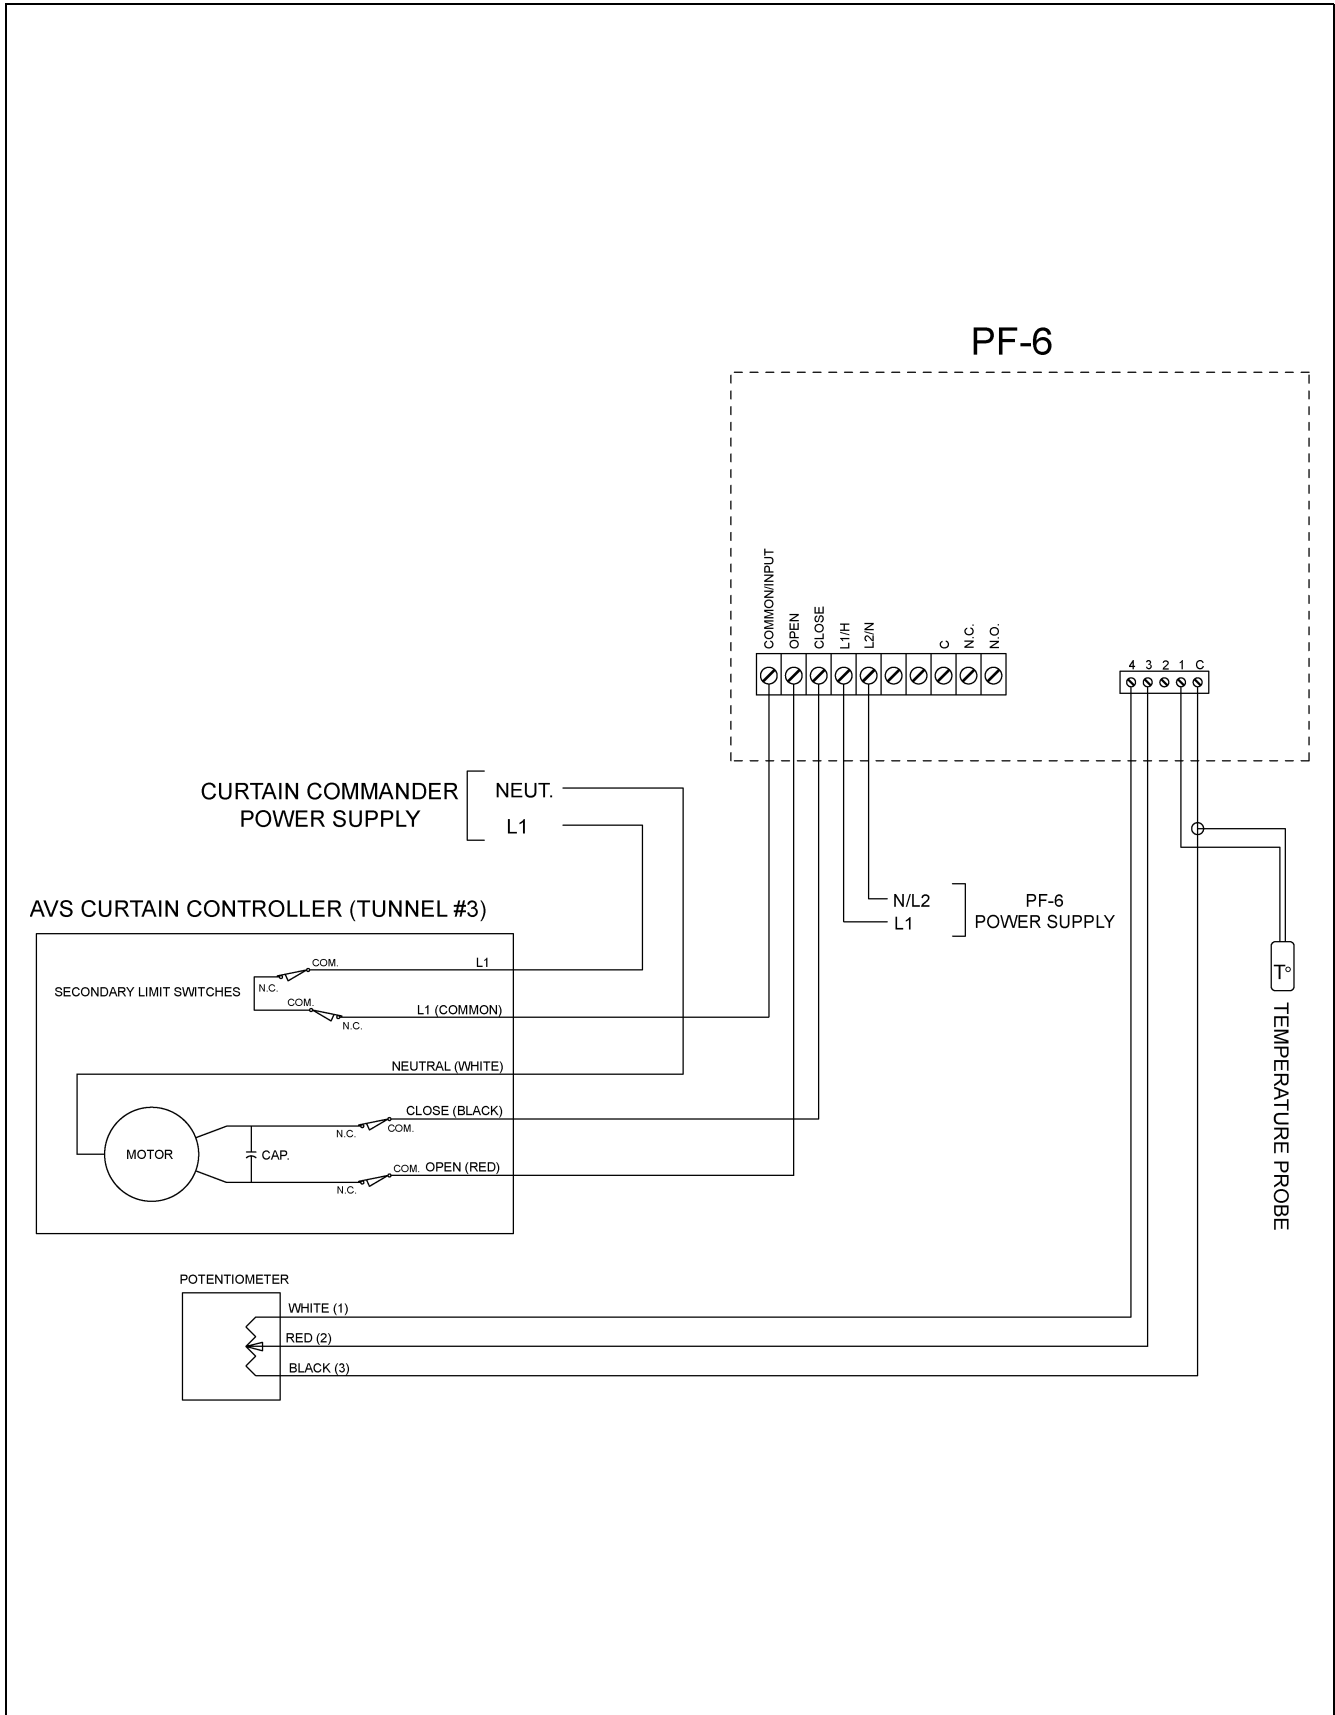 PF-6
COMMON/INPUT
OPEN
CLOSE
L1/H
L2/N
C
N.C.
N.O.
4 3 2 1 C
CURTAIN COMMANDER
POWER SUPPLY
NEUT.
L1
N/L2
L1
PF-6
POWER SUPPLY
AVS CURTAIN CONTROLLER (TUNNEL #3)
COM.
L1
N.C.
SECONDARY LIMIT SWITCHES
COM.
L1 (COMMON)
N.C.
NEUTRAL (WHITE)
CLOSE (BLACK)
N.C.
COM.
MOTOR
CAP.
COM.
OPEN (RED)
N.C.
T°
TEMPERATURE PROBE
POTENTIOMETER
WHITE (1)
RED (2)
BLACK (3)